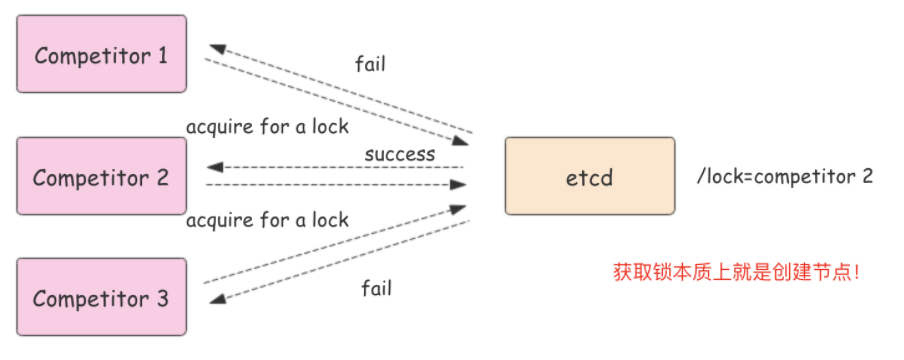 Competitor 1
fail
acquire for a lock
success
Competitor 2
etcd
/lock=competitor 2
acquire for a lock
获取锁本质上就是创建节点!
fail
Competitor 3